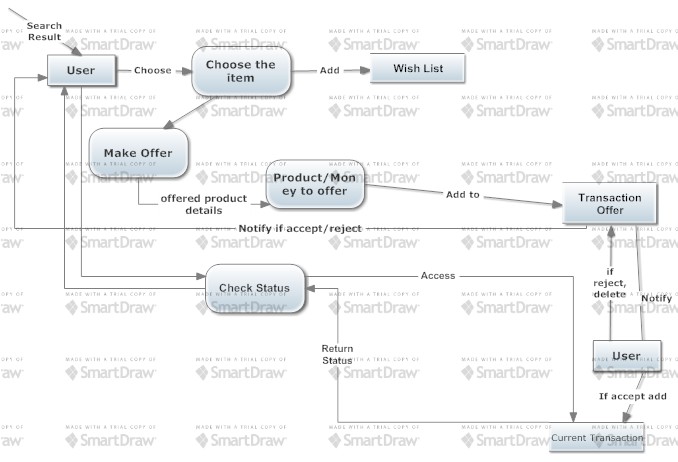 Search
Result
User
Choose
Choose the
item
Add
Wish List
Make Offer
offered product
details
Product/Mon
ey to offer
Add to
Transaction
Offer
Notify if accept/reject
Check Status
Access
if
reject,
delete
Notify
Return
Status
User
If accept add
Current Transaction
MADE WITH A TRIAL COPY OF
SmartDraw